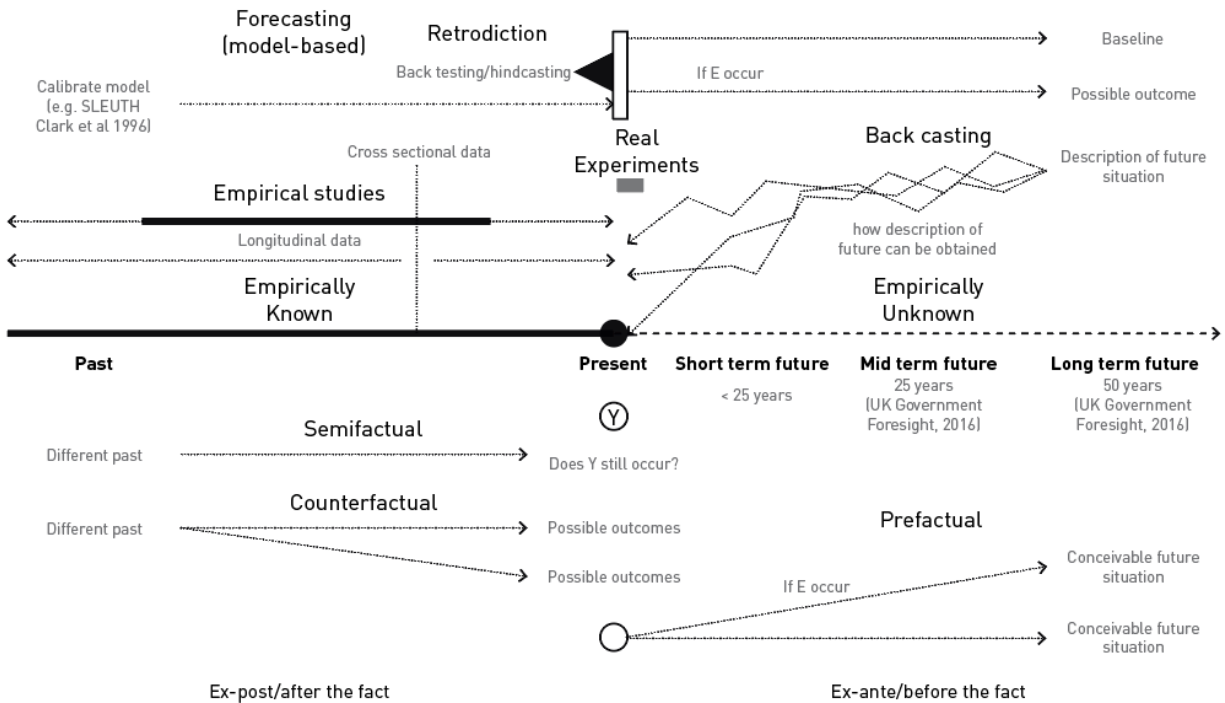 Forecasting
(model-based)
Retrodiction
Baseline
Back testing/hindcasting
If E occur
Calibrate model
(e.g. SLEUTH
Clark et al 1996)
Possible outcome
Real
Experiments
Back casting
Cross sectional data
Description of future
situation
Empirical studies
how description of
future can be obtained
Longitudinal data
Empirically
Known
Empirically
Unknown
Past
Present
Short term future
Mid term future
Long term future
< 25 years
25 years
(UK Government
Foresight, 2016)
50 years
(UK Government
Foresight, 2016)
Y
Semifactual
Different past
Does Y still occur?
Counterfactual
Different past
Possible outcomes
Prefactual
Possible outcomes
Conceivable future
situation
If E occur
Conceivable future
situation
Ex-post/after the fact
Ex-ante/before the fact